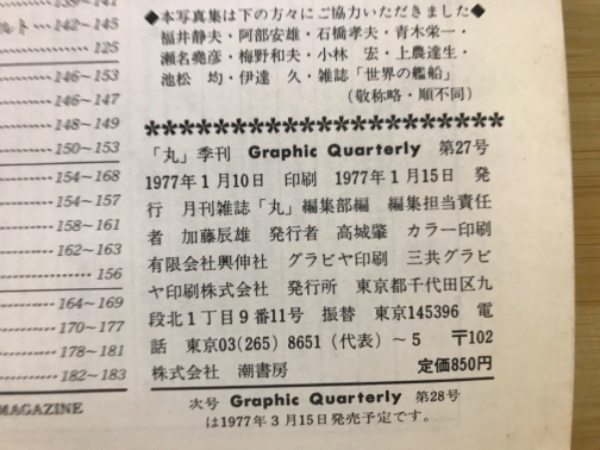 139~141
142~145
125
146~153
146~147
148~149
150~153
154~168
154~157
158~161
162~163
156
164~169
170~177
178~181
182~183
MAGAZINE
◆本写真集は下の方々にご協力いただきました◆
福井静夫・阿部安雄・石橋孝夫・青木栄一・
瀬名堯彦・梅野和夫・小林 宏・上農達生・
池松 均・伊達 久・雑誌「世界の艦船」
(敬称略・順不同)
✱✱✱✱✱✱✱✱✱✱✱✱✱✱✱✱✱✱✱✱✱
「丸」季刊 Graphic Quarterly 第27号
1977年1月10日 印刷 1977年1月15日 発
行 月刊雑誌「丸」編集部編 編集担当責任
者 加藤辰雄 発行者 高城肇 カラー印刷
有限会社興伸社 グラビヤ印刷 三共グラビ
ヤ印刷株式会社 発行所 東京都千代田区九
段北1丁目9番11号 振替 東京145396 電
話 東京03(265)8651(代表)~5 〒102
株式会社 潮書房 定価850円
次号 Graphic Quarterly 第28号
は1977年3月15日発売予定です。